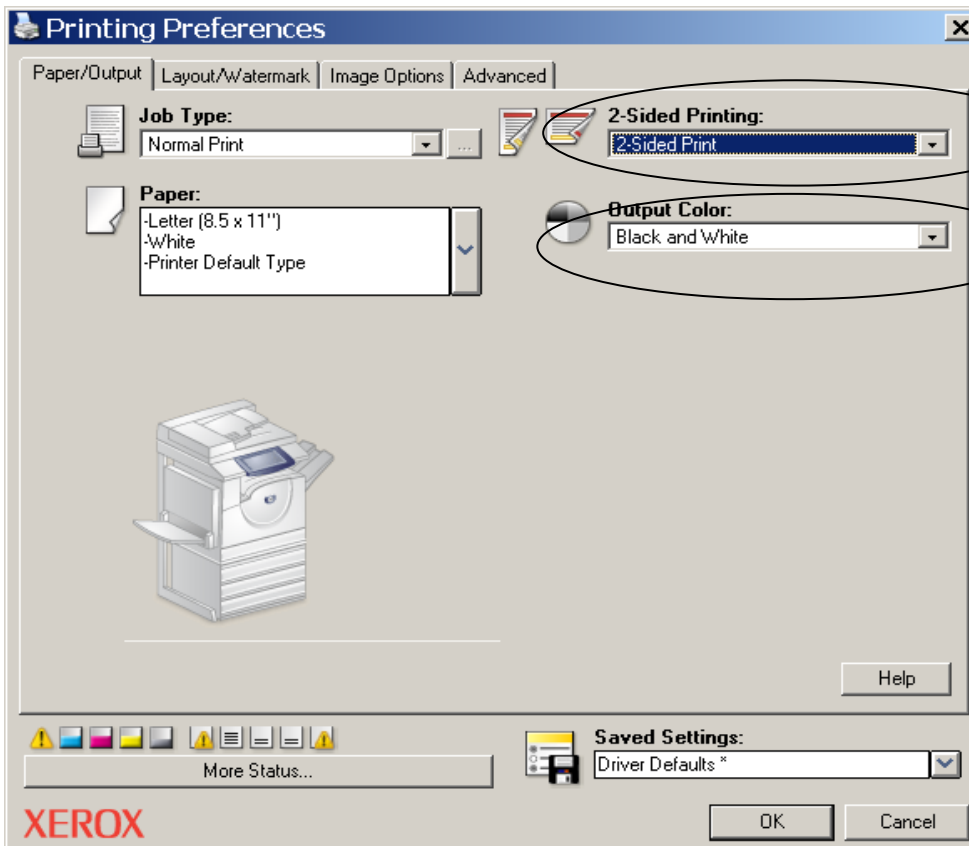 Printing Preferences
Paper/Output Layout/Watermark Image Options Advanced
Job Type:
Normal Print
...
2-Sided Printing:
2-Sided Print
Paper:
-Letter (8.5 x 11")
-White
-Printer Default Type
Output Color:
Black and White
Help
More Status...
Saved Settings:
Driver Defaults *
XEROX
OK
Cancel